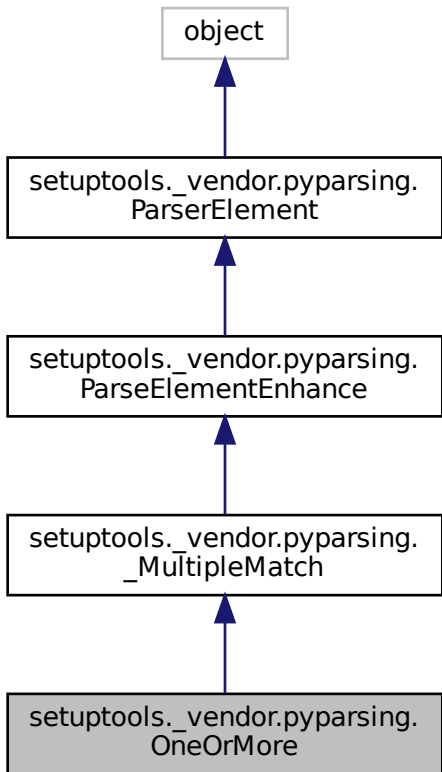 object
setuptools._vendor.pyparsing.
ParserElement
setuptools._vendor.pyparsing.
ParseElementEnhance
setuptools._vendor.pyparsing.
_MultipleMatch
setuptools._vendor.pyparsing.
OneOrMore